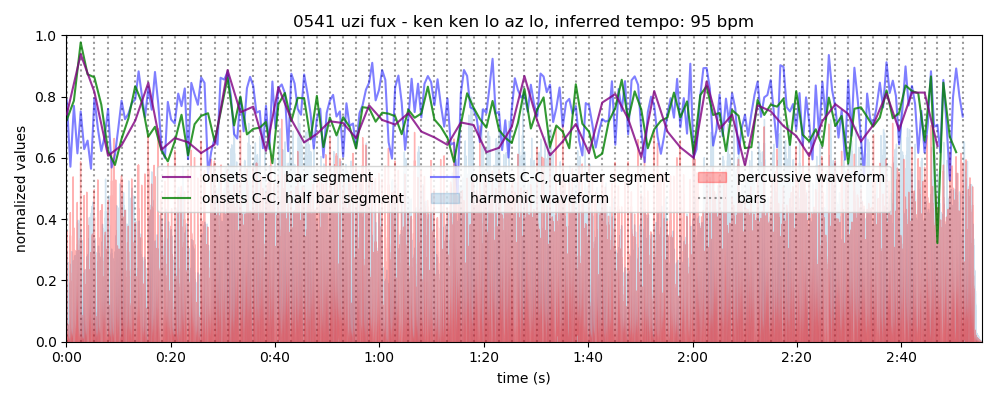 0541 uzi fux - ken ken lo az lo, inferred tempo: 95 bpm
normalized values
1.0
0.8
0.6
0.4
0.2
0.0
onsets C-C, bar segment
onsets C-C, half bar segment
onsets C-C, quarter segment
harmonic waveform
percussive waveform
bars
0:00 0:20 0:40 1:00 1:20 1:40 2:00 2:20 2:40
time (s)